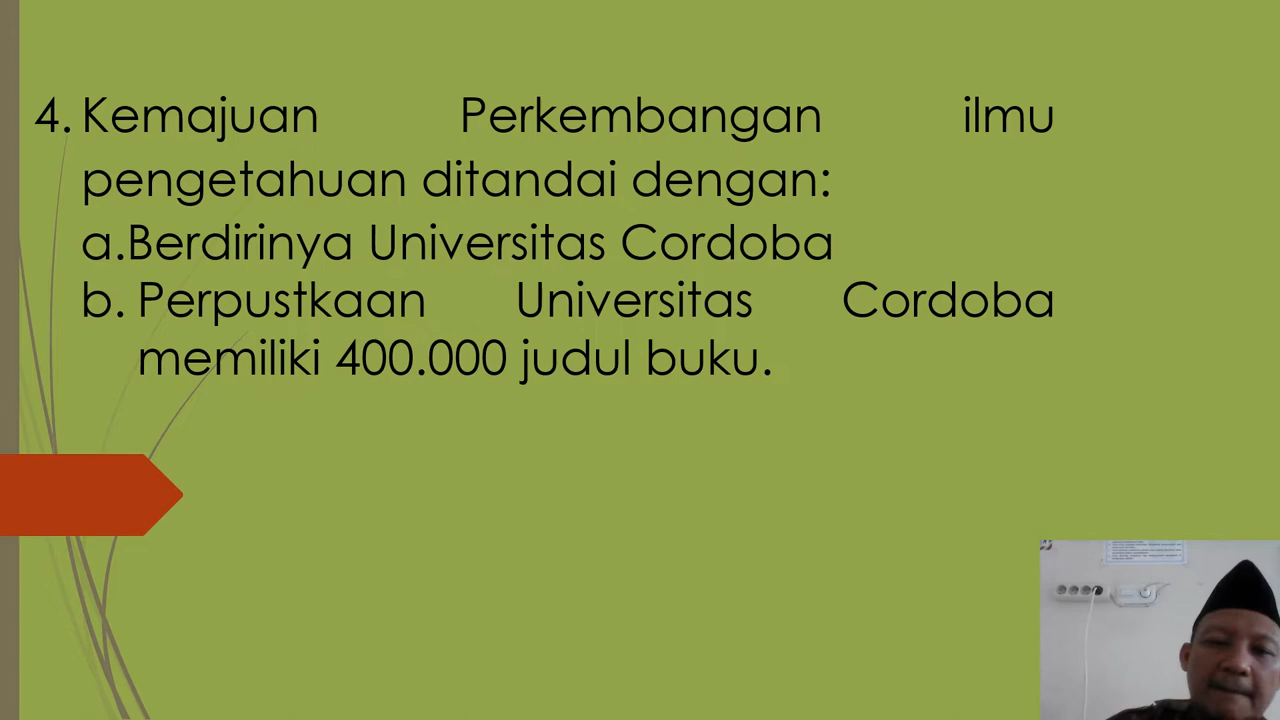 4. Kemajuan Perkembangan ilmu
pengetahuan ditandai dengan:
a.Berdirinya Universitas Cordoba
b. Perpustkaan Universitas Cordoba
memiliki 400.000 judul buku.